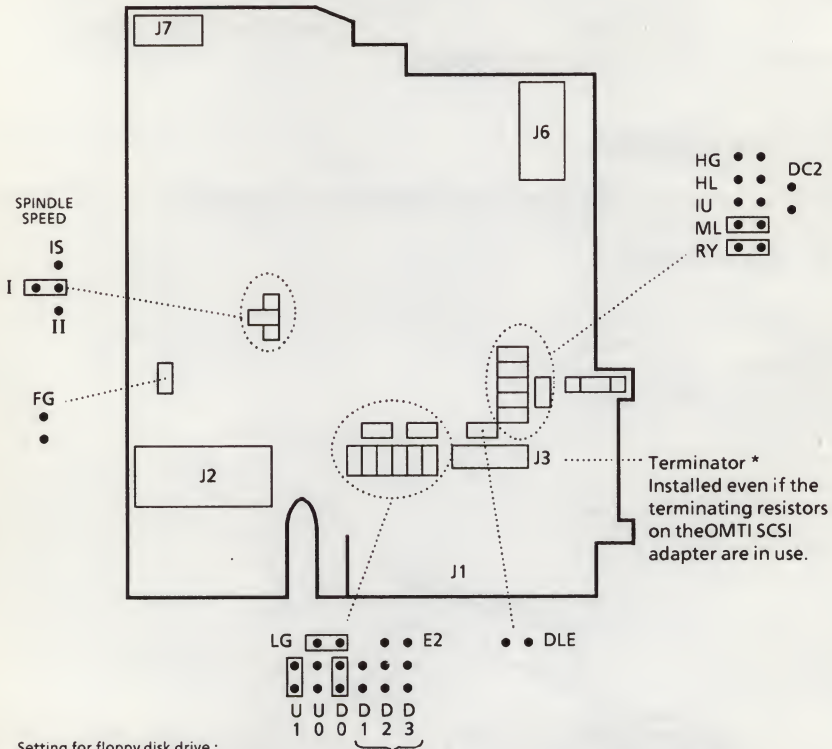 J7
J6
HG
HL
IU
ML
RY
DC2
SPINDLE
SPEED
IS
I
II
FG
J2
J3
J1
Terminator *
Installed even if the
terminating resistors
on theOMTI SCSI
adapter are in use.
LG
E2
DLE
U U D D D D
1 0 0 1 2 3
Setting for floppy disk drive :